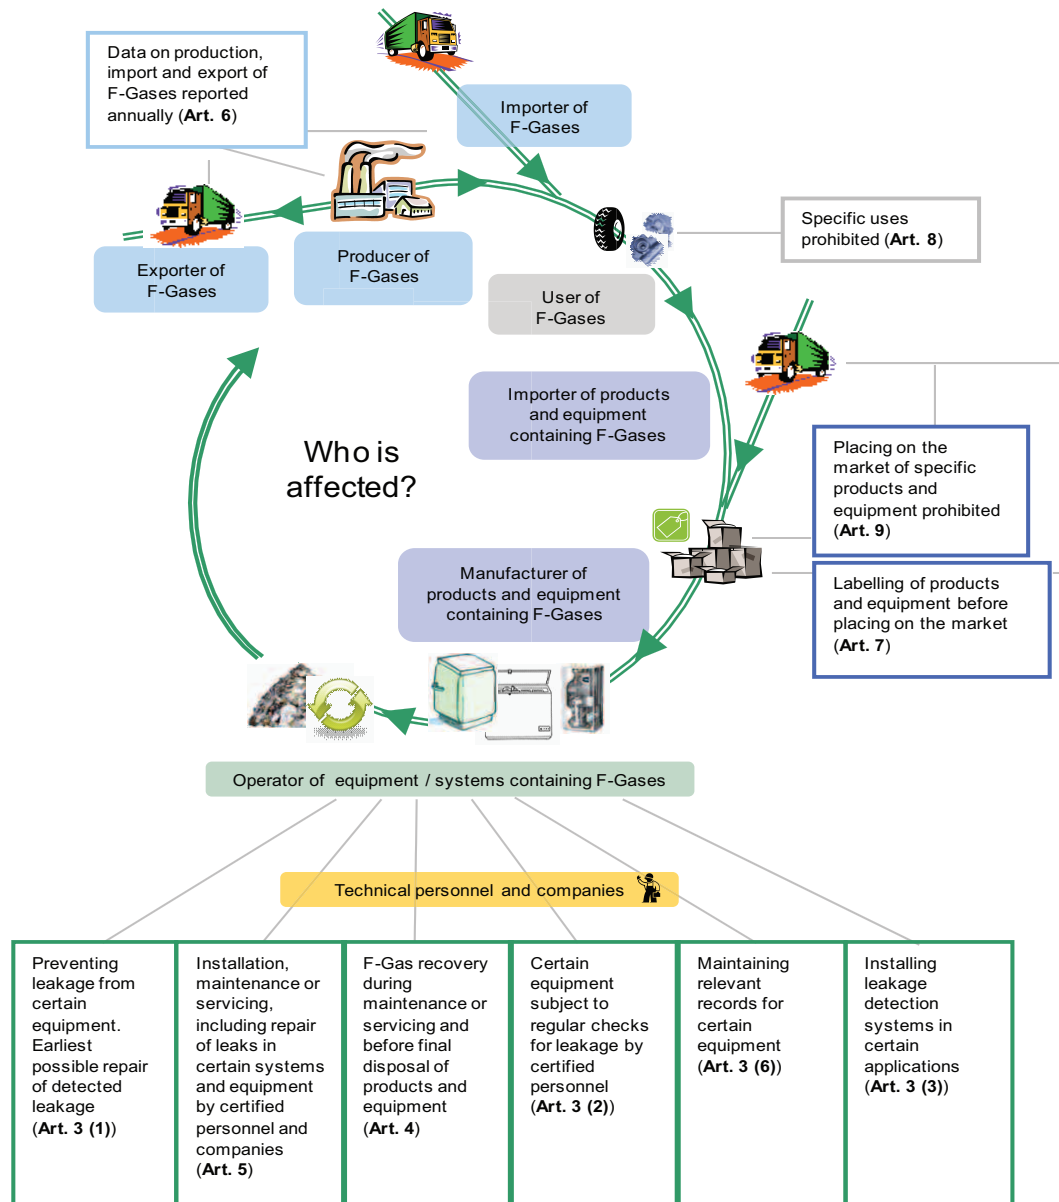 Data on production,
import and export of
F-Gases reported
annually (Art. 6)
Importer of
F-Gases
Specific uses
prohibited (Art. 8)
Exporter of
F-Gases
Producer of
F-Gases
User of
F-Gases
Importer of products
and equipment
containing F-Gases
Who is
affected?
Placing on the
market of specific
products and
equipment prohibited
(Art. 9)
Manufacturer of
products and equipment
containing F-Gases
Labelling of products
and equipment before
placing on the market
(Art. 7)
Operator of equipment / systems containing F-Gases
Technical personnel and companies
Preventing
leakage from
certain
equipment.
Earliest
possible repair
of detected
leakage
(Art. 3 (1))
Installation,
maintenance or
servicing,
including repair
of leaks in
certain systems
and equipment
by certified
personnel and
companies
(Art. 5)
F-Gas recovery
during
maintenance or
servicing and
before final
disposal of
products and
equipment
(Art. 4)
Certain
equipment
subject to
regular checks
for leakage by
certified
personnel
(Art. 3 (2))
Maintaining
relevant
records for
certain
equipment
(Art. 3 (6))
Installing
leakage
detection
systems in
certain
applications
(Art. 3 (3))